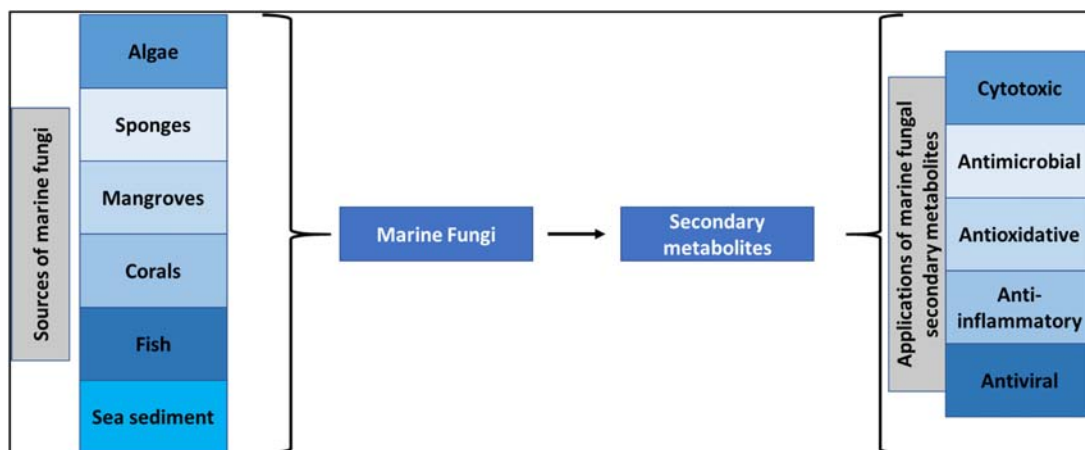 Sources of marine fungi
Algae
Sponges
Mangroves
Corals
Fish
Sea sediment
Marine Fungi
Secondary
metabolites
Applications of marine fungal
secondary metabolites
Cytotoxic
Antimicrobial
Antioxidative
Anti-
inflammatory
Antiviral